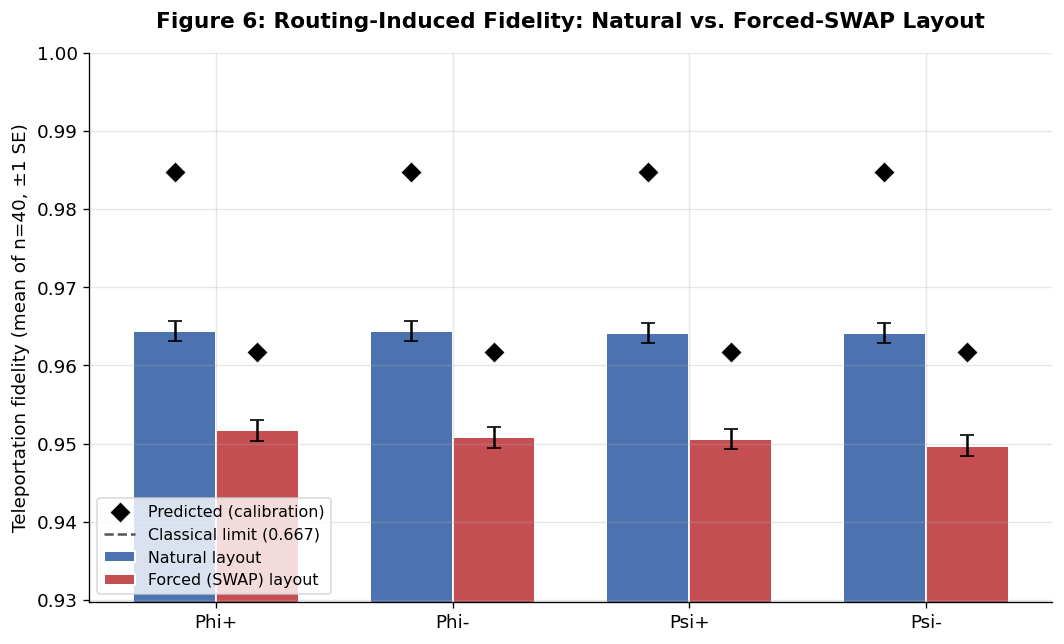 Figure 6: Routing-Induced Fidelity: Natural vs. Forced-SWAP Layout
Teleportation fidelity (mean of n=40, ±1 SE)
1.00
0.99
0.98
0.97
0.96
0.95
0.94
0.93
Predicted (calibration)
Classical limit (0.667)
Natural layout
Forced (SWAP) layout
Phi+ Phi- Psi+ Psi-